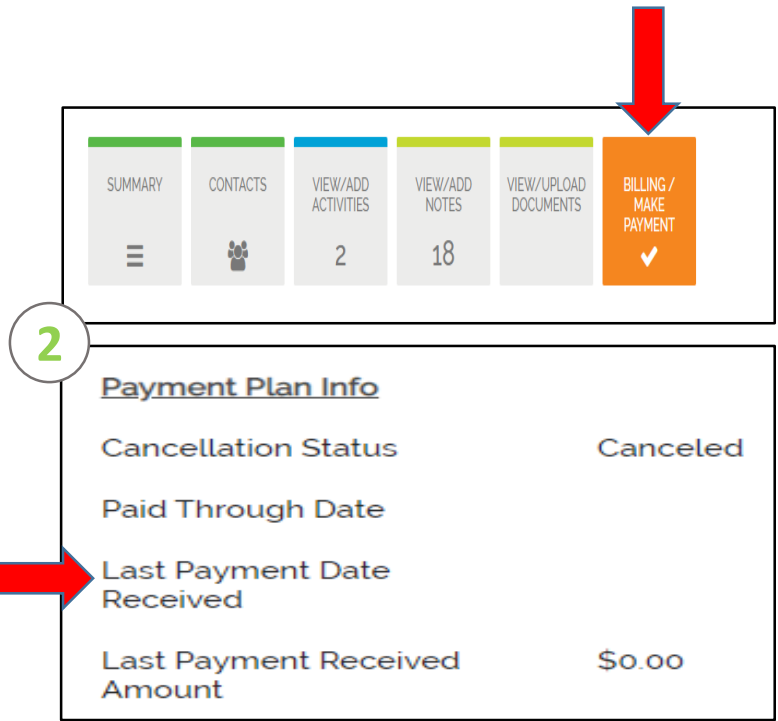 SUMMARY
CONTACTS
VIEW/ADD
ACTIVITIES
2
VIEW/ADD
NOTES
18
VIEW/UPLOAD
DOCUMENTS
BILLING /
MAKE
PAYMENT
2
Payment Plan Info
Cancellation Status Canceled
Paid Through Date
Last Payment Date
Received
Last Payment Received $0.00
Amount